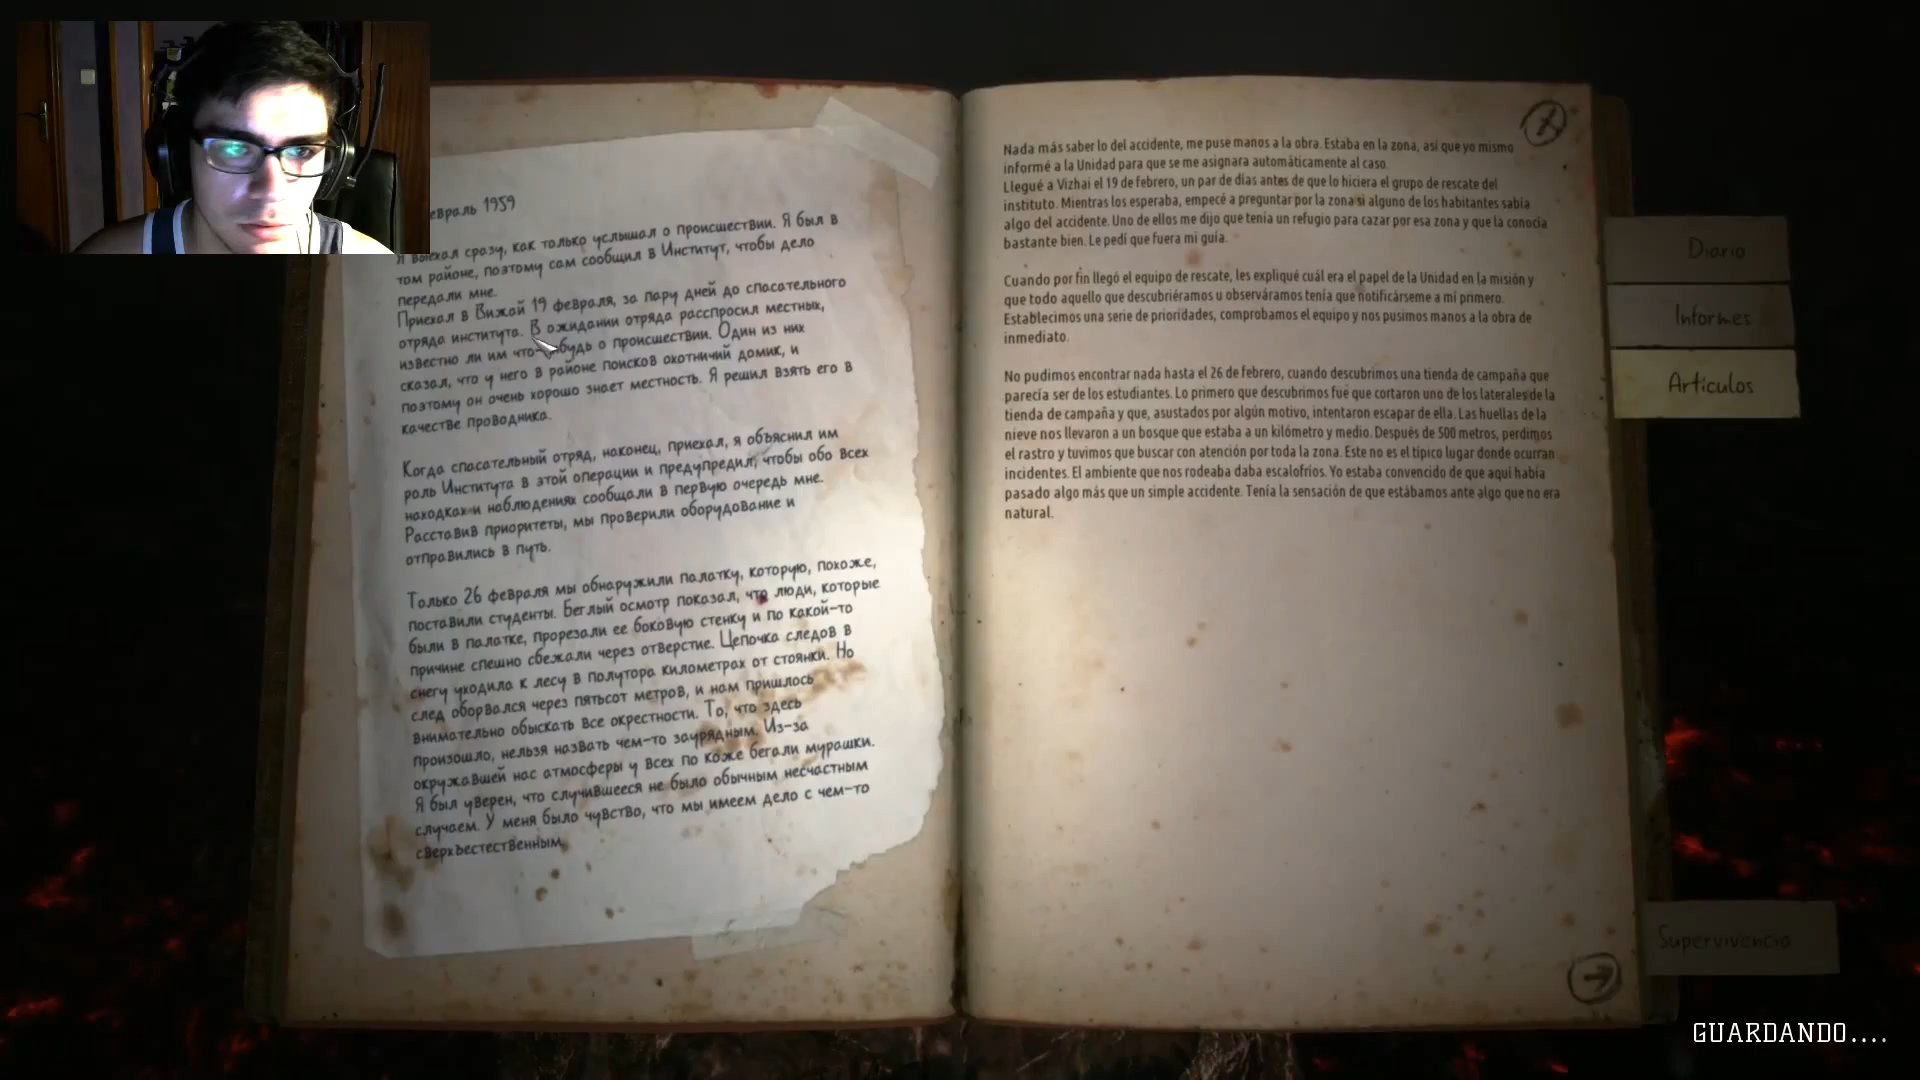 евраль 1959
Я выехал сразу, как только услышал о происшествии. Я был в
том районе, поэтому сам сообщил в Институт, чтобы дело
передали мне.
Приехал в Вижай 19 февраля, за пару дней до спасательного
отряда института. В ожидании отряда расспросил местных,
известно ли им что-нибудь о происшествии. Один из них
сказал, что у него в районе поисков охотничий домик, и
поэтому он очень хорошо знает местность. Я решил взять его в
качестве проводника.
Когда спасательный отряд, наконец, приехал, я объяснил им
роль Института в этой операции и предупредил, чтобы обо всех
находках и наблюдениях сообщали в первую очередь мне.
Расставив приоритеты, мы проверили оборудование и
отправились в путь.
Только 26 февраля мы обнаружили палатку, которую, похоже,
поставили студенты. Беглый осмотр показал, что люди, которые
были в палатке, прорезали ее боковую стенку и по какой-то
причине спешно сбежали через отверстие. Цепочка следов в
снегу уходила к лесу в полутора километрах от стоянки. Но
след оборвался через пятьсот метров, и нам пришлось
внимательно обыскать все окрестности. То, что здесь
произошло, нельзя назвать чем-то заурядным. Из-за
окружавшей нас атмосферы у всех по коже бегали мурашки.
Я был уверен, что случившееся не было обычным несчастным
случаем. У меня было чувство, что мы имеем дело с чем-то
сверхъестественным.
Nada más saber lo del accidente, me puse manos a la obra. Estaba en la zona, así que yo mismo
informé a la Unidad para que se me asignara automáticamente al caso.
Llegué a Vizhai el 19 de febrero, un par de días antes de que lo hiciera el grupo de rescate del
instituto. Mientras los esperaba, empecé a preguntar por la zona si alguno de los habitantes sabía
algo del accidente. Uno de ellos me dijo que tenía un refugio para cazar por esa zona y que la conocía
bastante bien. Le pedí que fuera mi guía.
Cuando por fin llegó el equipo de rescate, les expliqué cuál era el papel de la Unidad en la misión y
que todo aquello que descubriéramos u observáramos tenía que notificárseme a mí primero.
Establecimos una serie de prioridades, comprobamos el equipo y nos pusimos manos a la obra de
inmediato.
No pudimos encontrar nada hasta el 26 de febrero, cuando descubrimos una tienda de campaña que
parecía ser de los estudiantes. Lo primero que descubrimos fue que cortaron uno de los laterales de la
tienda de campaña y que, asustados por algún motivo, intentaron escapar de ella. Las huellas de la
nieve nos llevaron a un bosque que estaba a un kilómetro y medio. Después de 500 metros, perdimos
el rastro y tuvimos que buscar con atención por toda la zona. Este no es el típico lugar donde ocurran
incidentes. El ambiente que nos rodeaba daba escalofríos. Yo estaba convencido de que aquí había
pasado algo más que un simple accidente. Tenía la sensación de que estábamos ante algo que no era
natural.
Diario
Informes
Artículos
Supervivencia
GUARDANDO....